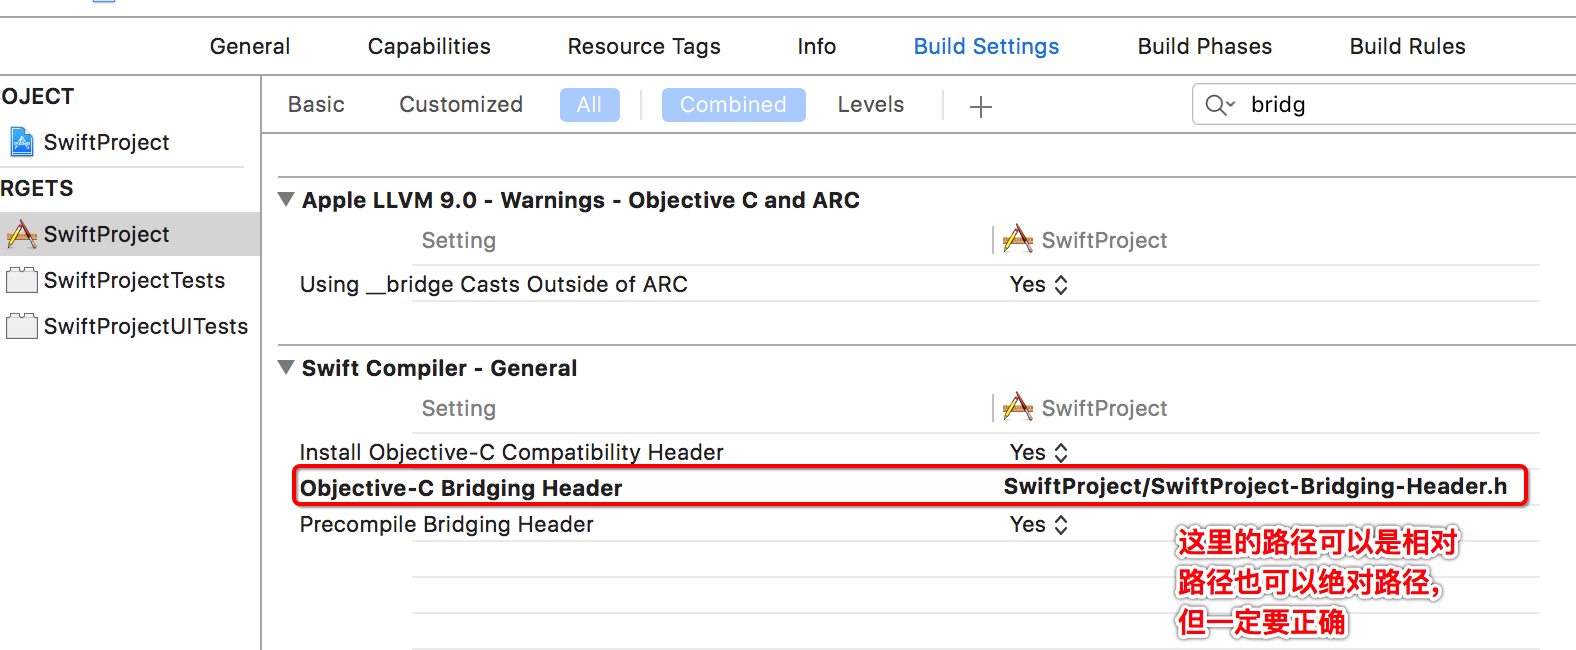 General Capabilities Resource Tags Info Build Settings Build Phases Build Rules
OJECT
SwiftProject
RGETS
SwiftProject
SwiftProjectTests
SwiftProjectUITests
Basic Customized All Combined Levels + bridg
Apple LLVM 9.0 - Warnings - Objective C and ARC
Setting SwiftProject
Using __bridge Casts Outside of ARC Yes
Swift Compiler - General
Setting SwiftProject
Install Objective-C Compatibility Header Yes
Objective-C Bridging Header SwiftProject/SwiftProject-Bridging-Header.h
Precompile Bridging Header Yes
这里的路径可以是相对
路径也可以绝对路径，
但一定要正确